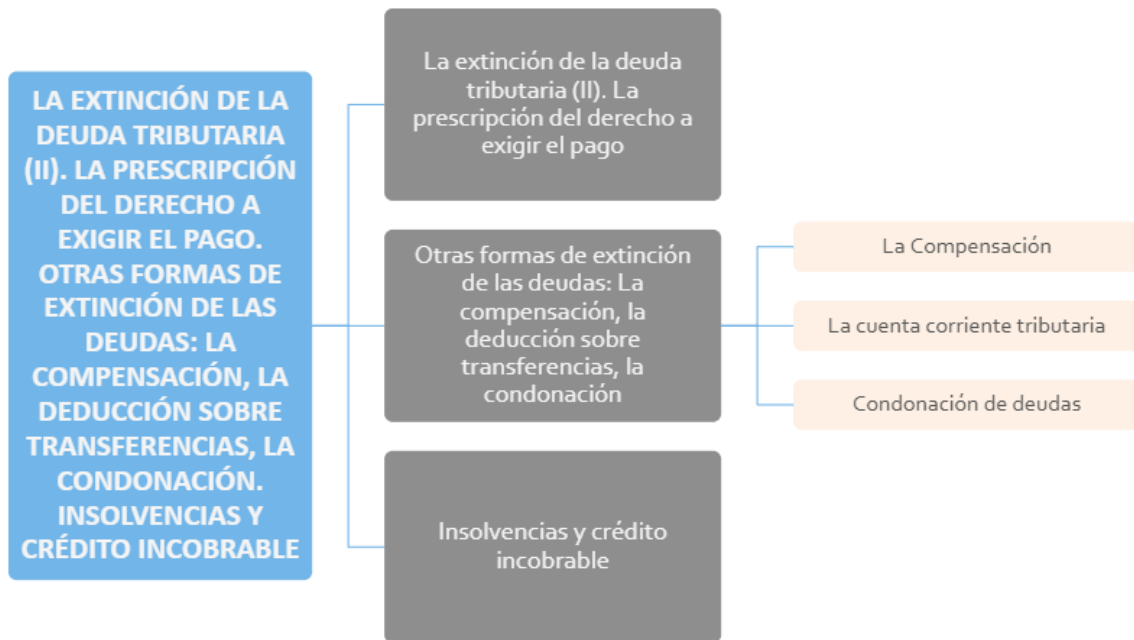 LA EXTINCIÓN DE LA
DEUDA TRIBUTARIA
(II). LA PRESCRIPCIÓN
DEL DERECHO A
EXIGIR EL PAGO.
OTRAS FORMAS DE
EXTINCIÓN DE LAS
DEUDAS: LA
COMPENSACIÓN, LA
DEDUCCIÓN SOBRE
TRANSFERENCIAS, LA
CONDONACIÓN.
INSOLVENCIAS Y
CRÉDITO INCOBRABLE
La extinción de la deuda
tributaria (II). La
prescripción del derecho a
exigir el pago
Otras formas de extinción
de las deudas: La
compensación, la
deducción sobre
transferencias, la
condonación
La Compensación
La cuenta corriente tributaria
Condonación de deudas
Insolvencias y crédito
incobrable